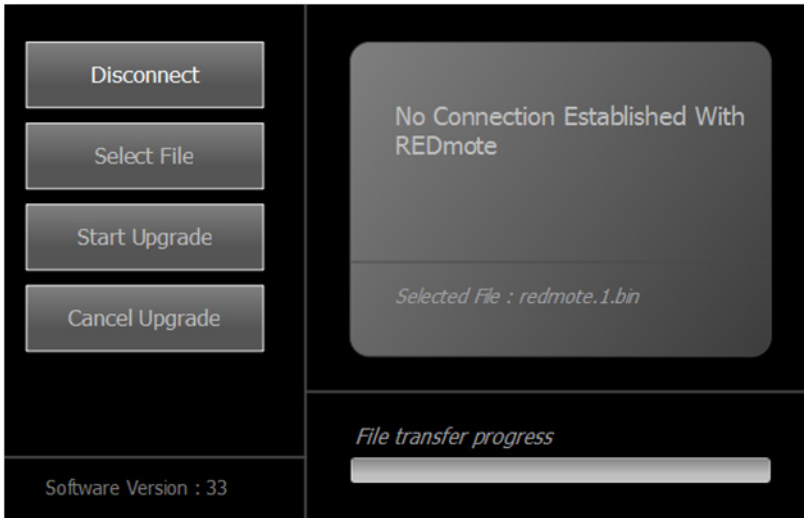 Disconnect
Select File
Start Upgrade
Cancel Upgrade
Software Version : 33
No Connection Established With
REDmote
Selected File : redmote.1.bin
File transfer progress